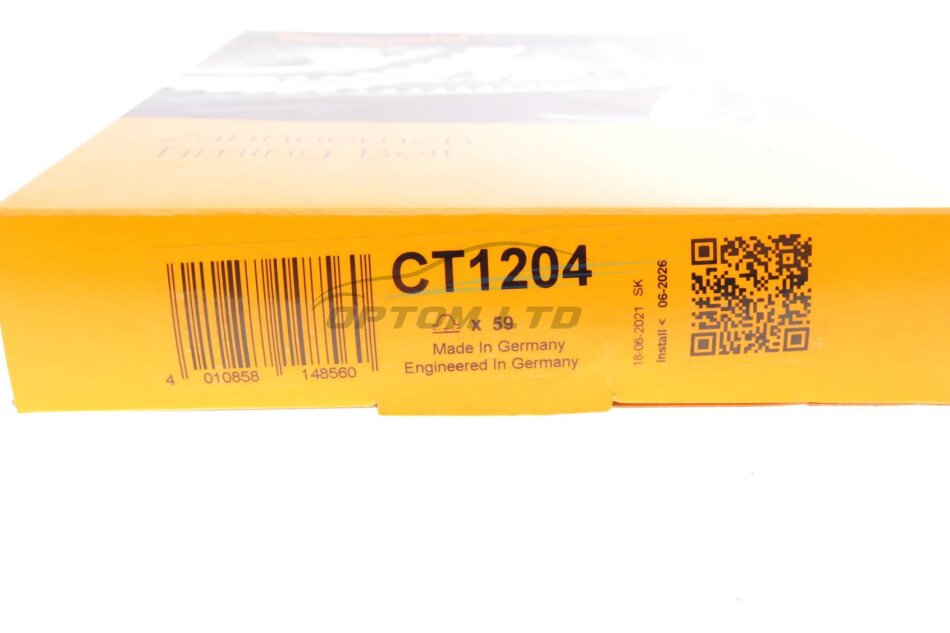 Zahnriemen
Timing Belt
CT1204
x 59
Made In Germany
Engineered In Germany
4 010858 148560
18-06-2021 SK
Install < 06-2026
OPTOM LTD